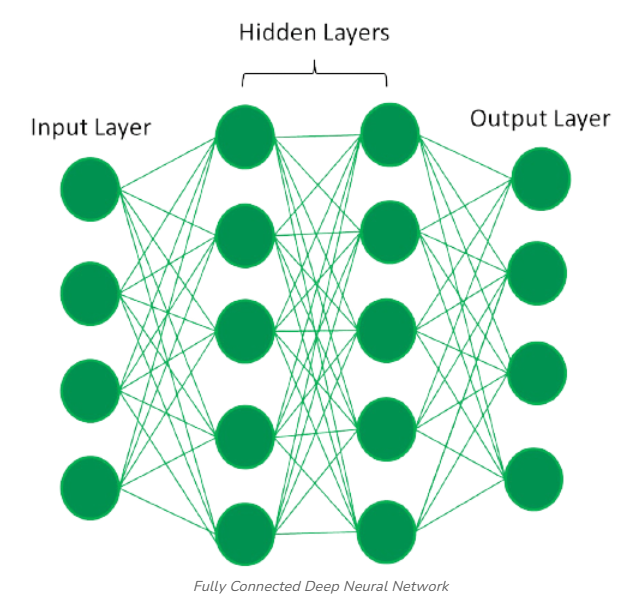 Hidden Layers
Input Layer
Output Layer
Fully Connected Deep Neural Network